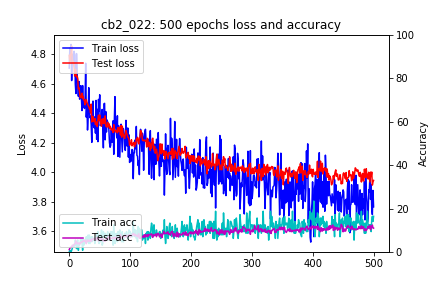 cb2_022: 500 epochs loss and accuracy
4.8
4.6
4.4
4.2
4.0
3.8
3.6
Loss
Train loss
Test loss
Train acc
Test acc
100
80
60
40
20
0
Accuracy
0 100 200 300 400 500